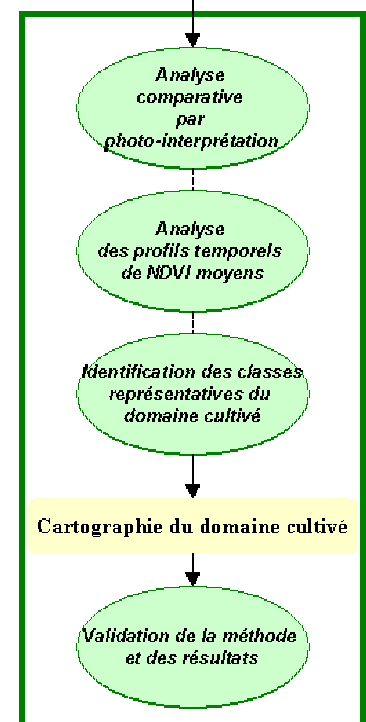 Analyse
comparative
par
photo-interprétation
Analyse
des profils temporels
de NDVI moyens
Identification des classes
représentatives du
domaine cultivé
Cartographie du domaine cultivé
Validation de la méthode
et des résultats